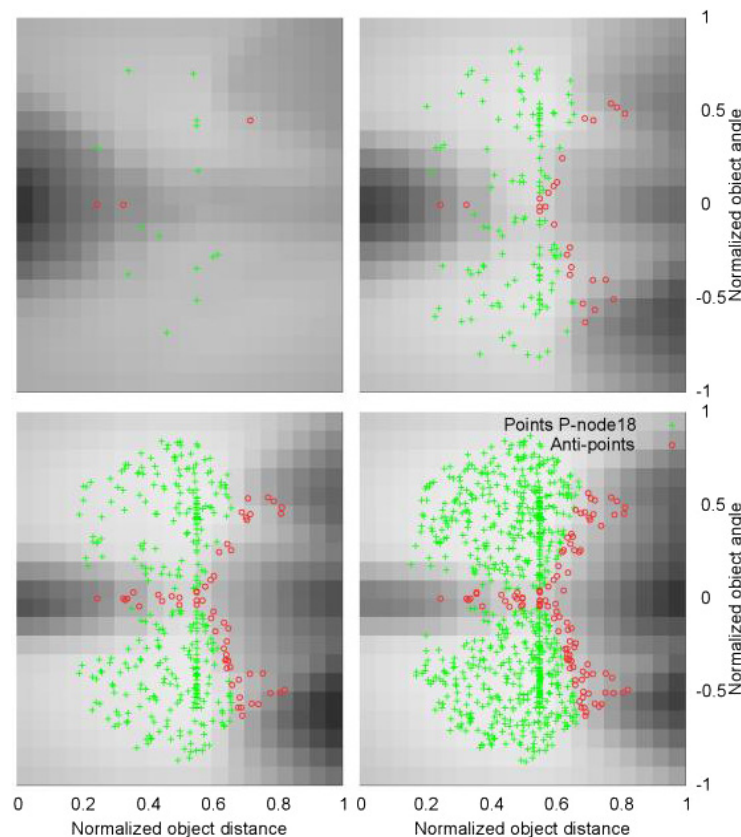 1
0.5
0
-0.5
-1
Normalized object angle
Points P-node18
Anti-points
1
0.5
0
-0.5
-1
Normalized object angle
0 0.2 0.4 0.6 0.8 1
0.2 0.4 0.6 0.8 1
Normalized object distance
Normalized object distance